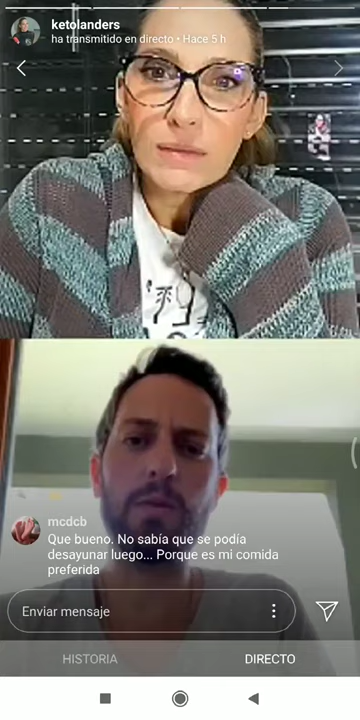 ketolanders
ha transmitido en directo • Hace 5 h
mcdcb
Que bueno. No sabía que se podía
desayunar luego... Porque es mi comida
preferida
Enviar mensaje
HISTORIA
DIRECTO